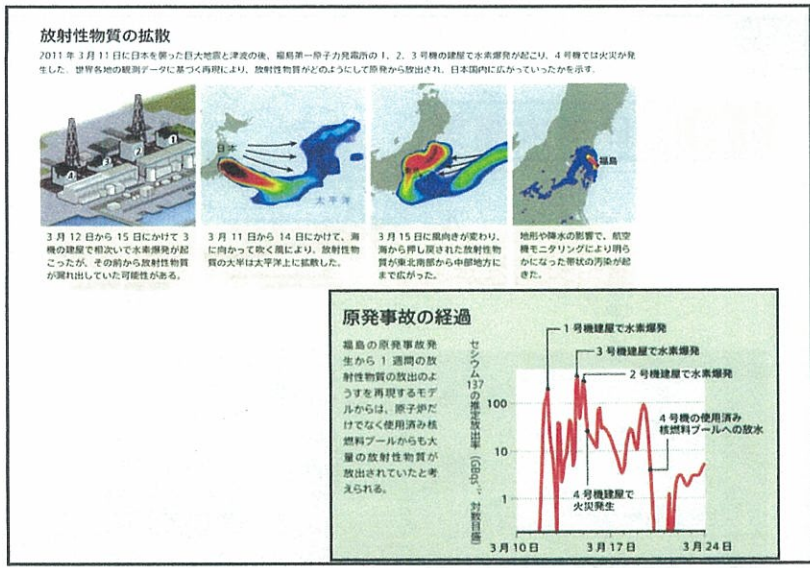 放射性物質の拡散
2011 年 3 月 11 日に日本を襲った巨大地震と津波の後、福島第一原子力発電所の 1、2、3 号機の建屋で水素爆発が起こり、4 号機では火災が発
生した。世界各地の観測データに基づく再現により、放射性物質がどのようにして原発から放出され、日本国内に広がっていったかを示す。
1
2
3
4
日本
太平洋
福島
3 月 12 日から 15 日にかけて 3
機の建屋で相次いで水素爆発が起
こったが、その前から放射性物質
が漏れ出していた可能性がある。
3 月 11 日から 14 日にかけて、海
に向かって吹く風により、放射性物
質の大半は太平洋上に拡散した。
3 月 15 日に風向きが変わり、
海から押し戻された放射性物
質が東北南部から中部地方に
まで広がった。
地形や降水の影響で、航空
機モニタリングにより明ら
かになった帯状の汚染が起
きた。
原発事故の経過
福島の原発事故発
生から 1 週間の放
射性物質の放出のよ
うすを再現するモデ
ルからは、原子炉だ
けでなく使用済み核
燃料プールからも大
量の放射性物質が
放出されていたと考
えられる。
セシウム137の推定放出率(GBqs⁻¹、対数目盛)
1 号機建屋で水素爆発
3 号機建屋で水素爆発
2 号機建屋で水素爆発
4 号機の使用済み
核燃料プールへの放水
4 号機建屋で
火災発生
100
10
1
3 月 10 日
3 月 17 日
3 月 24 日